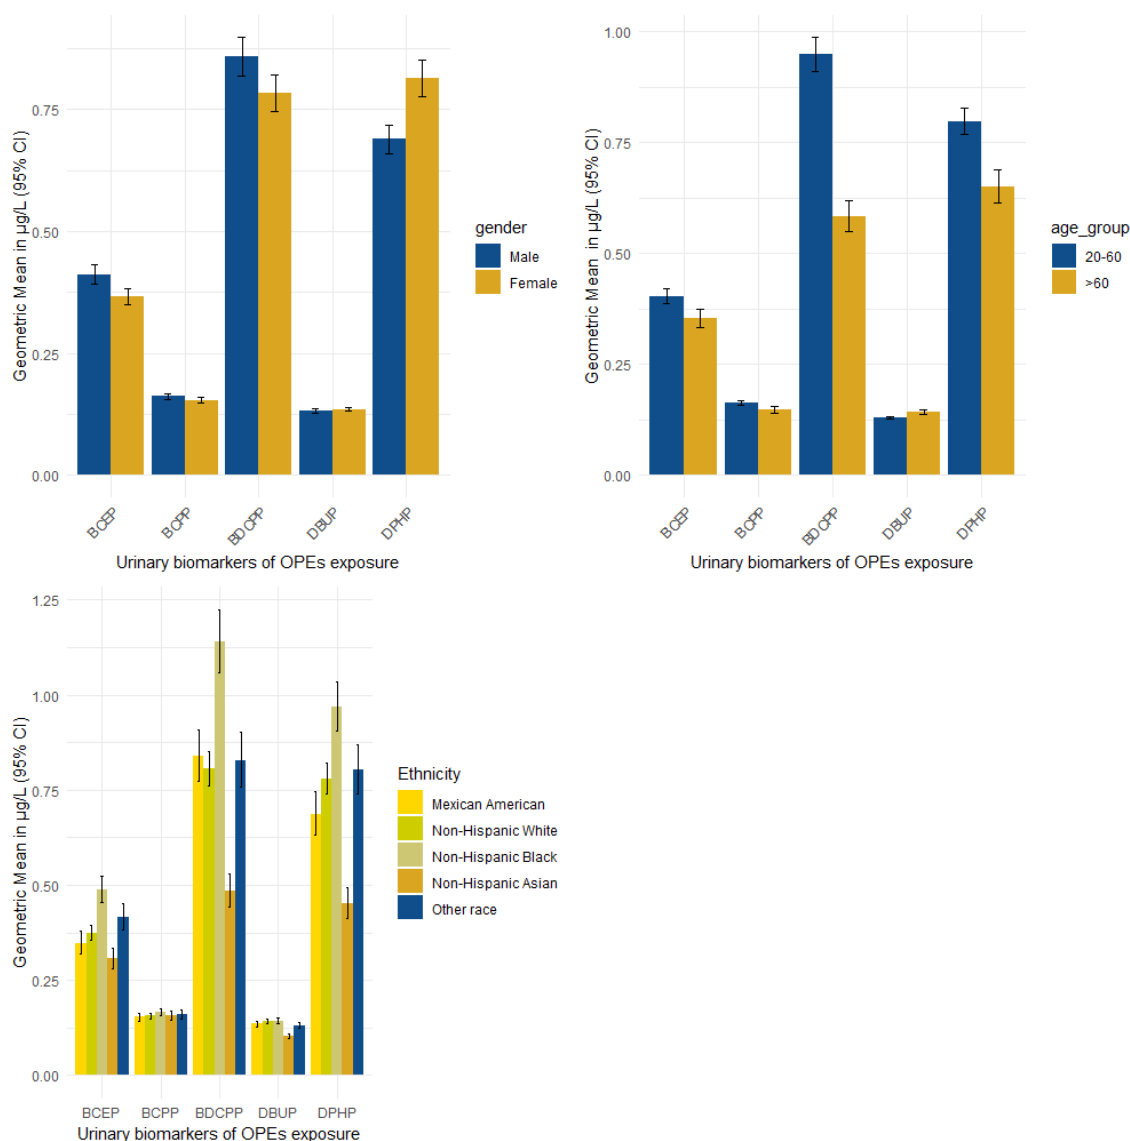 Geometric Mean in µg/L (95% CI)
0.75
0.50
0.25
0.00
BCEP
BCPP
BDCPP
DBUP
DPHP
Urinary biomarkers of OPEs exposure
gender
Male
Female
Geometric Mean in µg/L (95% CI)
1.00
0.75
0.50
0.25
0.00
BCEP
BCPP
BDCPP
DBUP
DPHP
Urinary biomarkers of OPEs exposure
age_group
20-60
>60
Geometric Mean in µg/L (95% CI)
1.25
1.00
0.75
0.50
0.25
0.00
BCEP BCPP BDCPP DBUP DPHP
Urinary biomarkers of OPEs exposure
Ethnicity
Mexican American
Non-Hispanic White
Non-Hispanic Black
Non-Hispanic Asian
Other race